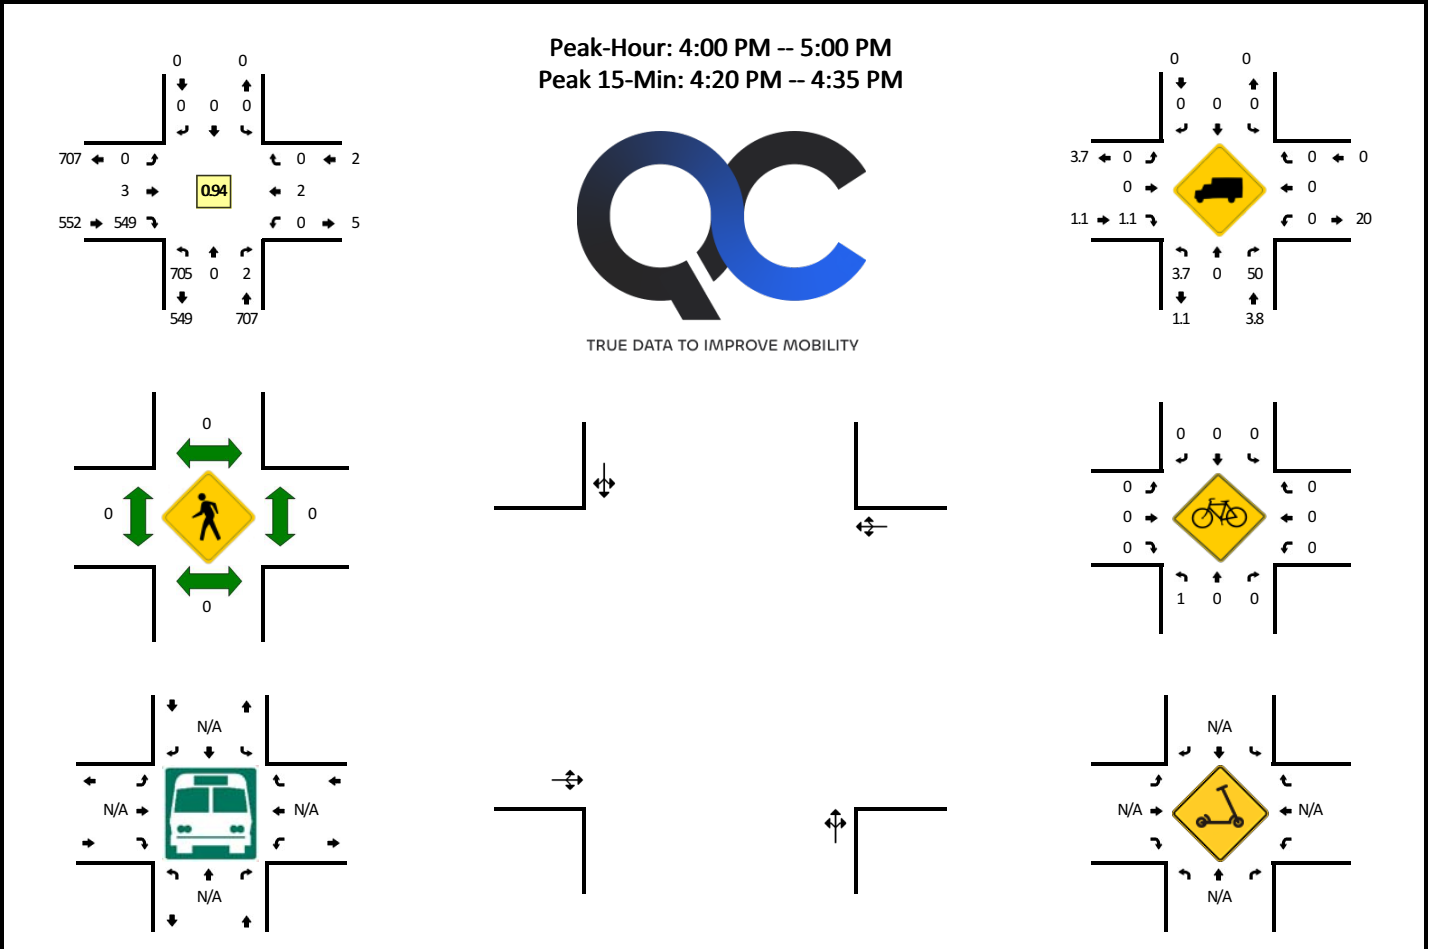 Peak-Hour: 4:00 PM -- 5:00 PM
Peak 15-Min: 4:20 PM -- 4:35 PM
0 0
0 0 0
707 0 0 2
3 0.94 2
552 549 0 5
705 0 2
549 707
QC
TRUE DATA TO IMPROVE MOBILITY
0 0
0 0 0
3.7 0 0 0
0 0
1.1 1.1 0 20
3.7 0 50
1.1 3.8
0
0 0
0
0 0 0
0 0
0 0
0 0
1 0 0
N/A
N/A N/A
N/A
N/A
N/A N/A
N/A